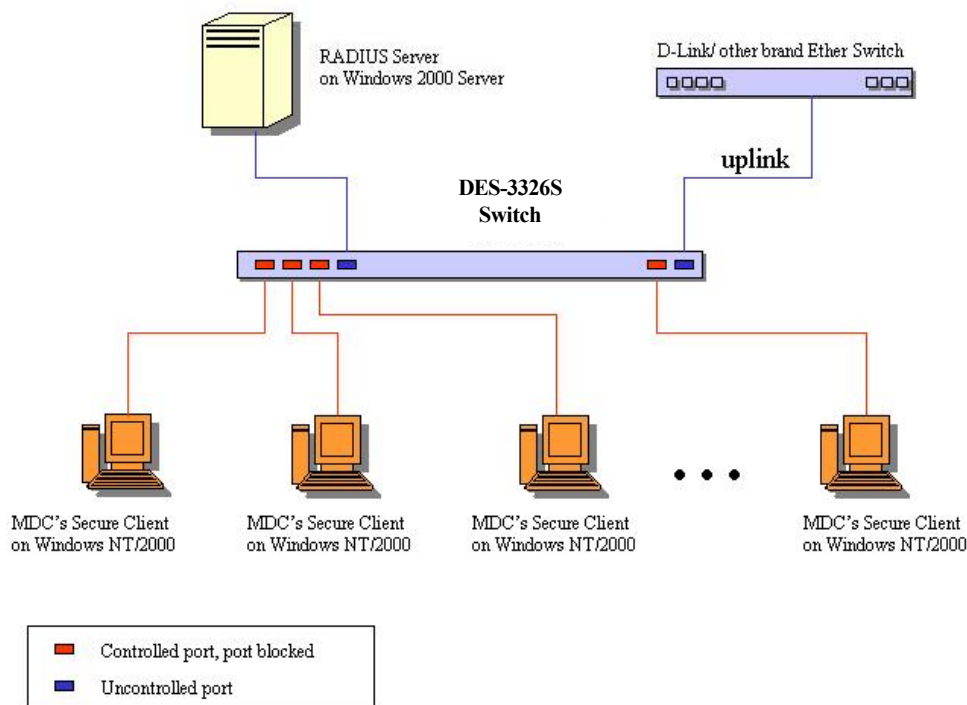 RADIUS Server
on Windows 2000 Server
D-Link/ other brand Ether Switch
uplink
DES-3326S
Switch
MDC's Secure Client
on Windows NT/2000
MDC's Secure Client
on Windows NT/2000
MDC's Secure Client
on Windows NT/2000
MDC's Secure Client
on Windows NT/2000
Controlled port, port blocked
Uncontrolled port